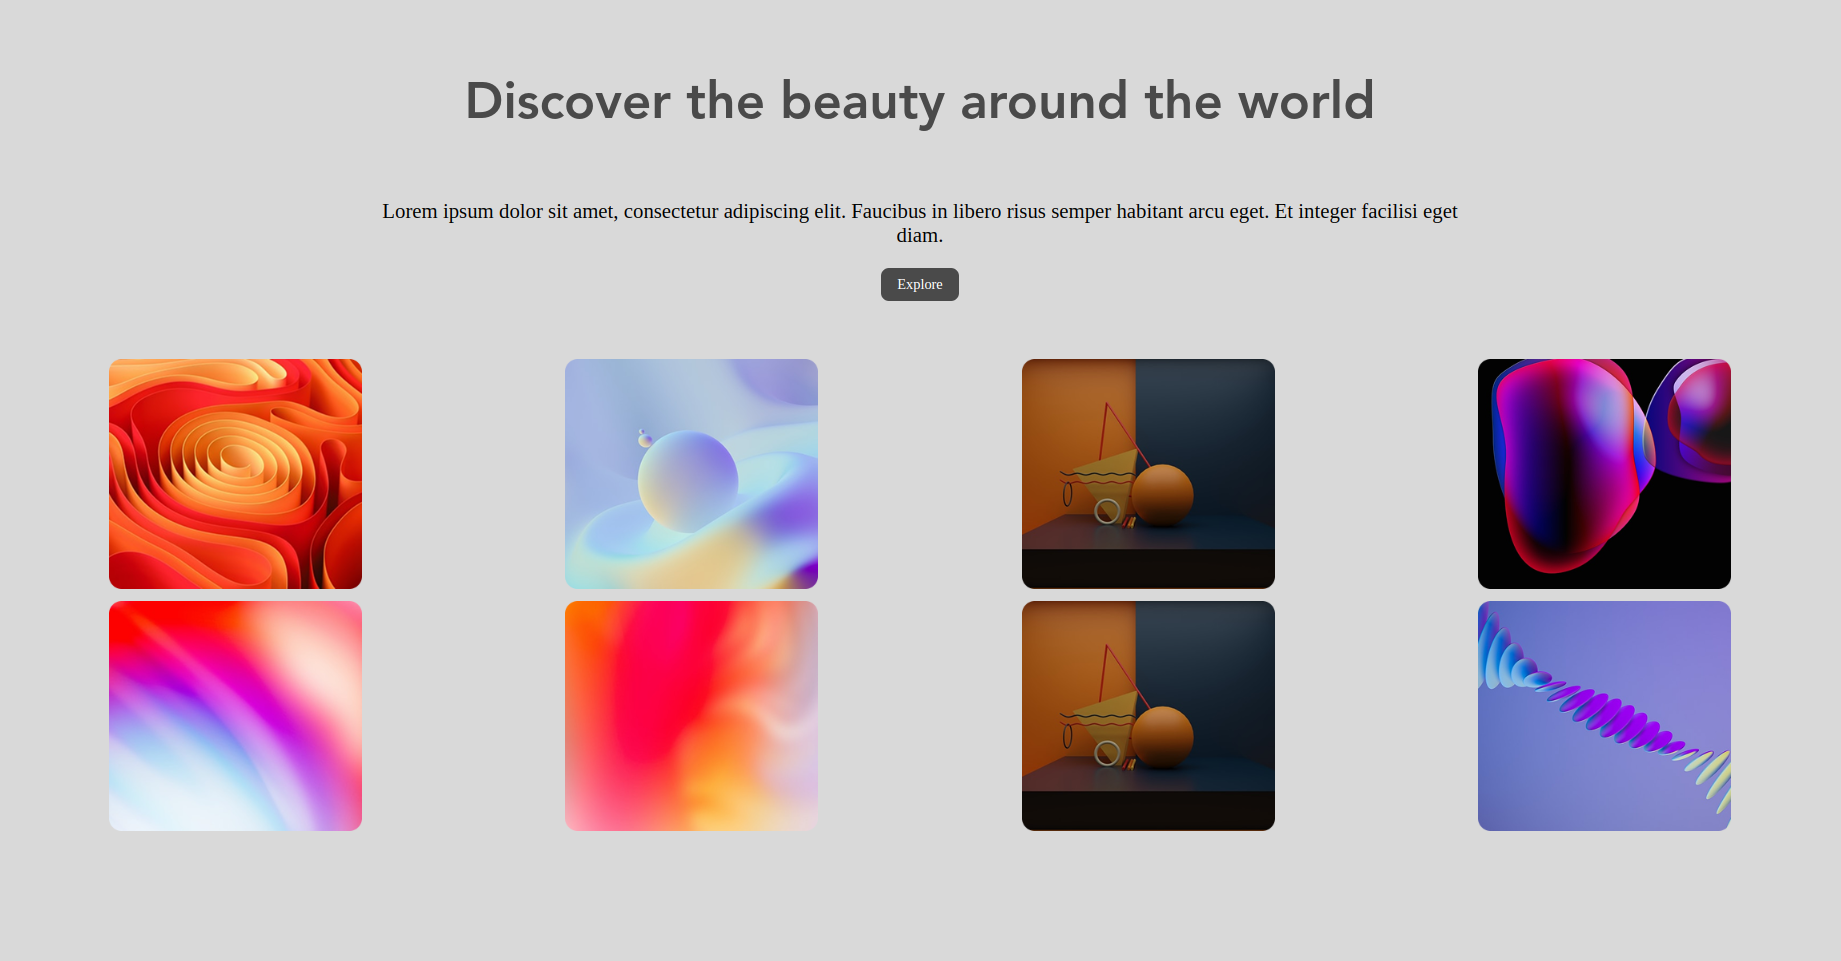 Discover the beauty around the world
Lorem ipsum dolor sit amet, consectetur adipiscing elit. Faucibus in libero risus semper habitant arcu eget. Et integer facilisi eget
diam.
Explore